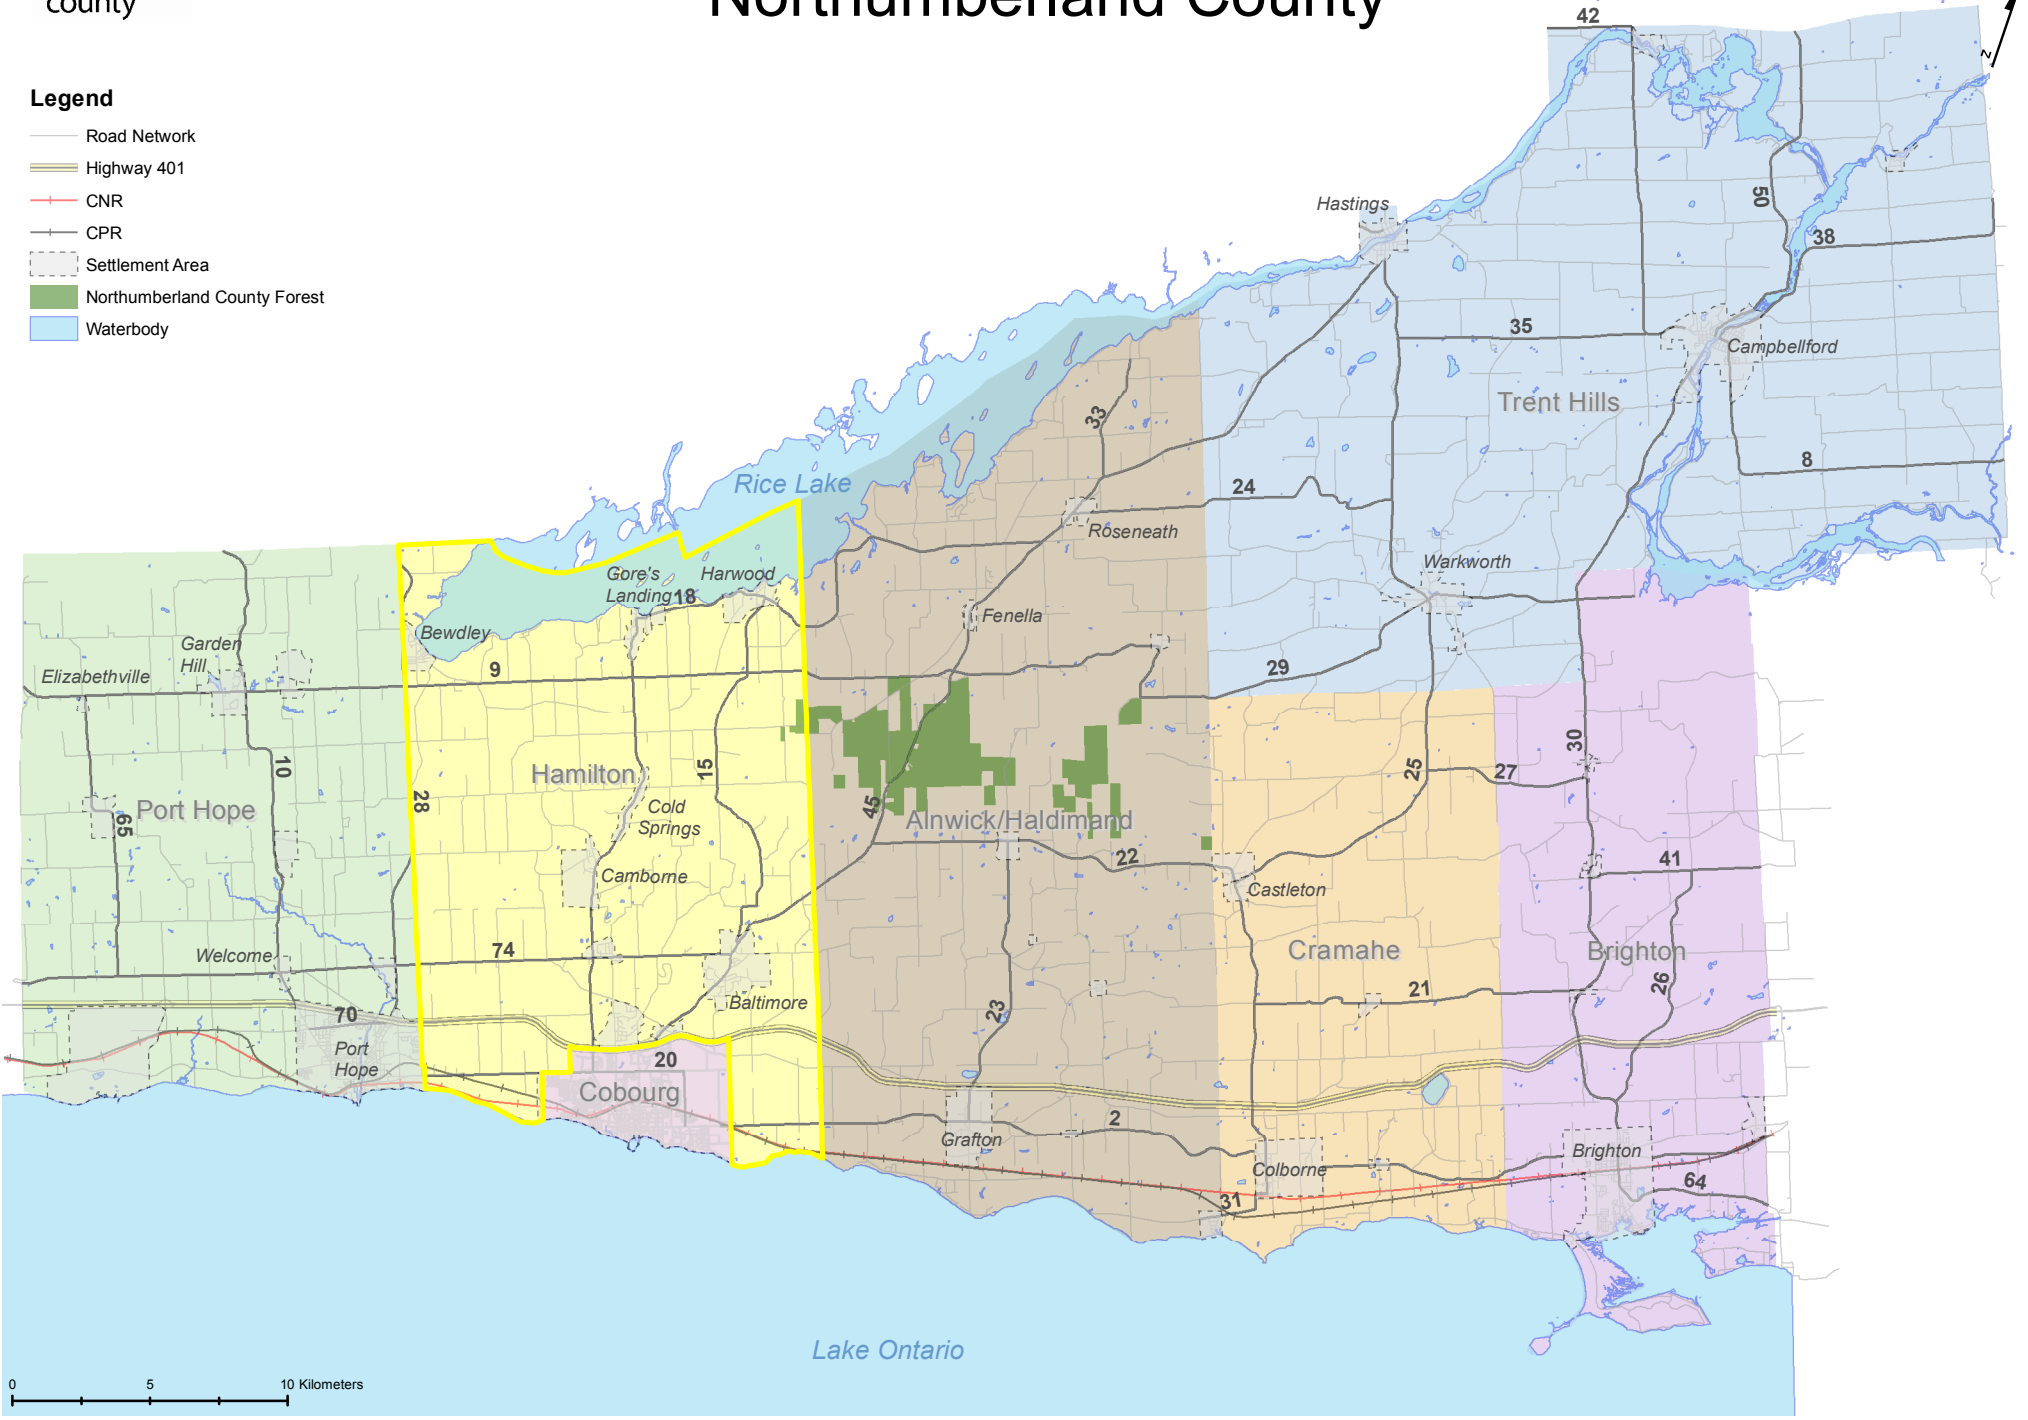 county
Northumberland County
Legend
Road Network
Highway 401
CNR
CPR
Settlement Area
Northumberland County Forest
Waterbody
42
N
Hastings
50
38
35
Campbellford
Trent Hills
33
8
Rice Lake
24
Roseneath
Warkworth
Gore's
Landing
Harwood
18
Fenella
Bewdley
Garden
Hill
Elizabethville
9
29
10
Hamilton
15
30
25
27
28
Port Hope
65
Cold
Springs
45
Alnwick/Haldimand
22
41
Camborne
Castleton
Welcome
74
Cramahe
Brighton
26
21
Baltimore
23
70
Port
Hope
20
Cobourg
2
Grafton
Brighton
Colborne
64
31
Lake Ontario
0 5 10 Kilometers